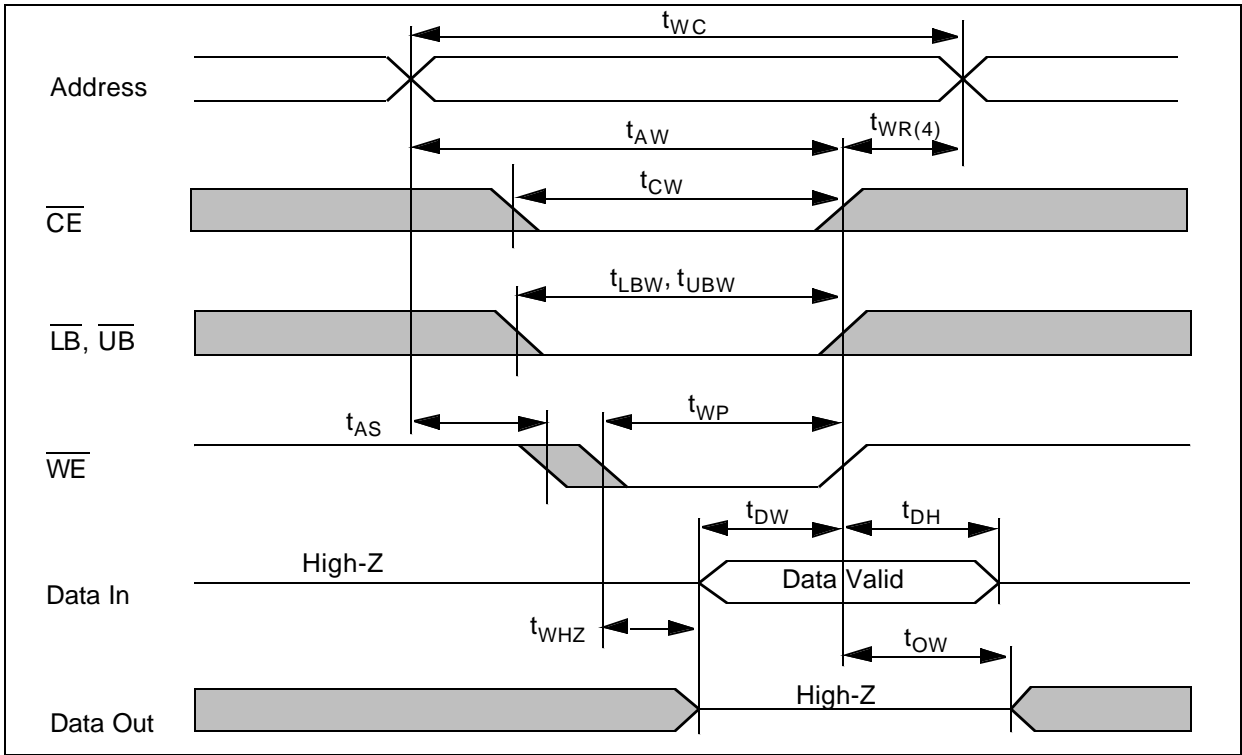 tWC
Address
tAW
tWR(4)
tCW
CE
tLBW, tUBW
LB, UB
tAS
tWP
WE
tDW
tDH
High-Z
Data Valid
Data In
tWHZ
tOW
High-Z
Data Out